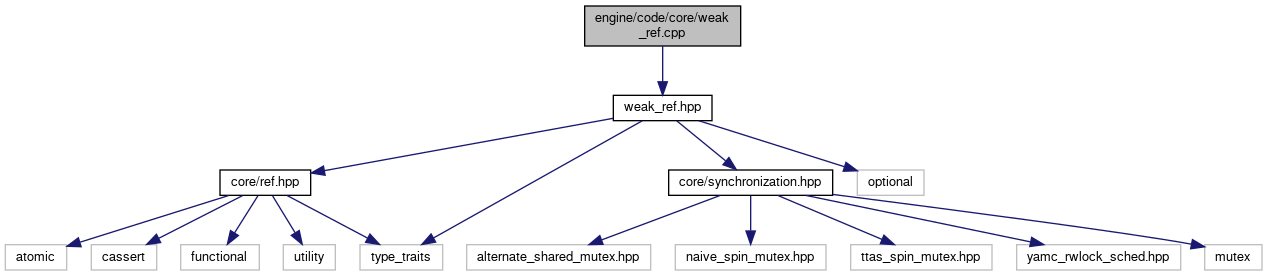 engine/code/core/weak
_ref.cpp
weak_ref.hpp
core/ref.hpp
core/synchronization.hpp
optional
atomic
cassert
functional
utility
type_traits
alternate_shared_mutex.hpp
naive_spin_mutex.hpp
ttas_spin_mutex.hpp
yamc_rwlock_sched.hpp
mutex